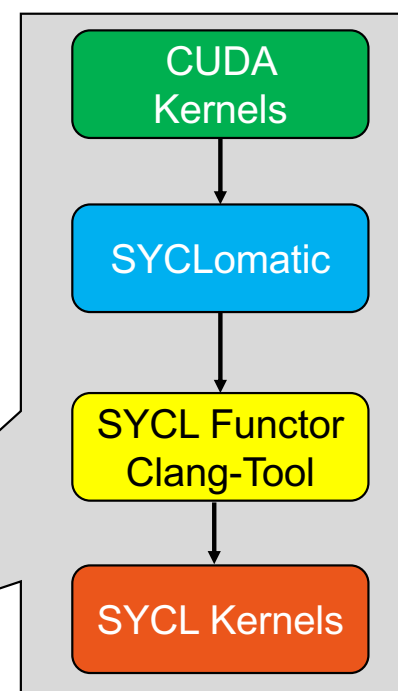 CUDA
Kernels
SYCLomatic
SYCL Functor
Clang-Tool
SYCL Kernels